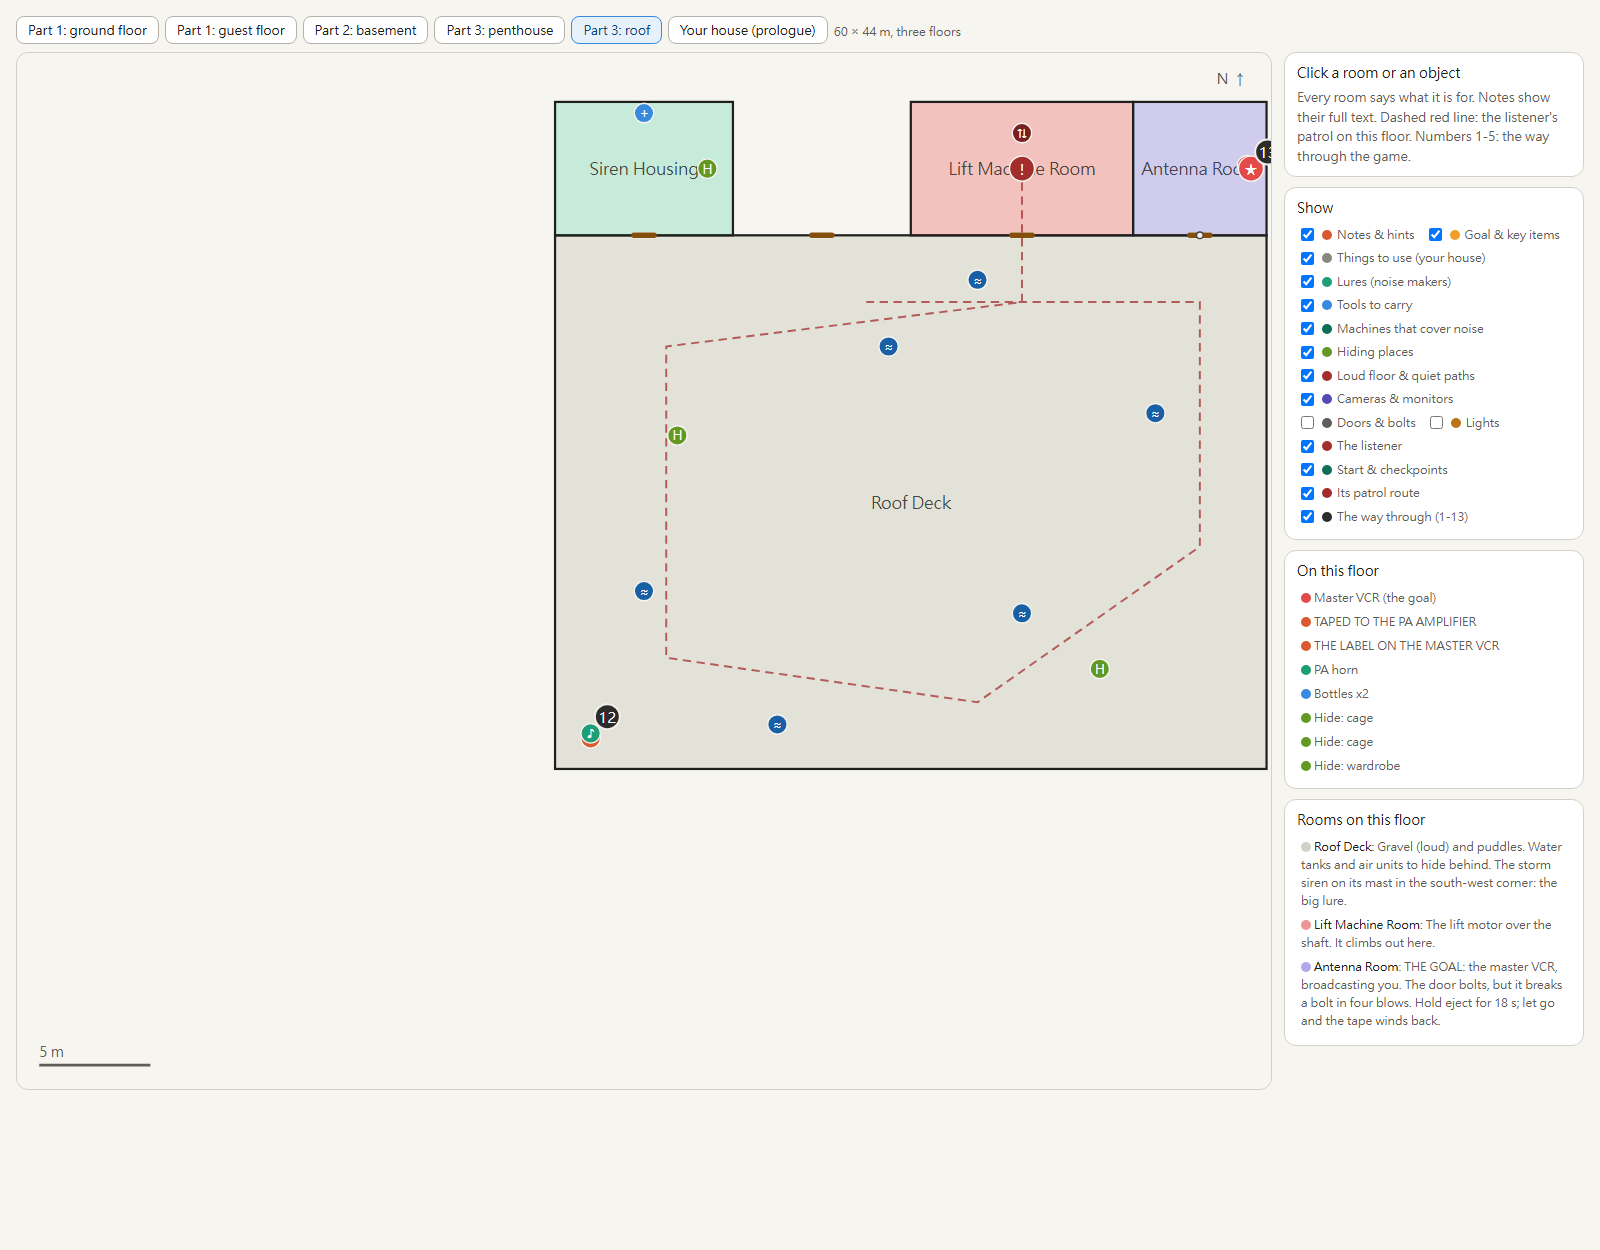 Part 1: ground floor
Part 1: guest floor
Part 2: basement
Part 3: penthouse
Part 3: roof
Your house (prologue)
60 × 44 m, three floors
N ↑
Siren Housing
H
Lift Machine Room
!
Antenna
H
Roof Deck
H
12
5 m
Click a room or an object
Every room says what it is for. Notes show
their full text. Dashed red line: the listener's
patrol on this floor. Numbers 1-5: the way
through the game.
Show
Notes & hints
Goal & key items
Things to use (your house)
Lures (noise makers)
Tools to carry
Machines that cover noise
Hiding places
Loud floor & quiet paths
Cameras & monitors
Doors & bolts
Lights
The listener
Start & checkpoints
Its patrol route
The way through (1-13)
On this floor
Master VCR (the goal)
TAPED TO THE PA AMPLIFIER
THE LABEL ON THE MASTER VCR
PA horn
Bottles x2
Hide: cage
Hide: cage
Hide: wardrobe
Rooms on this floor
Roof Deck: Gravel (loud) and puddles. Water
tanks and air units to hide behind. The storm
siren on its mast in the south-west corner: the
big lure.
Lift Machine Room: The lift motor over the
shaft. It climbs out here.
Antenna Room: THE GOAL: the master VCR,
broadcasting you. The door bolts, but it breaks
a bolt in four blows. Hold eject for 18 s; let go
and the tape winds back.